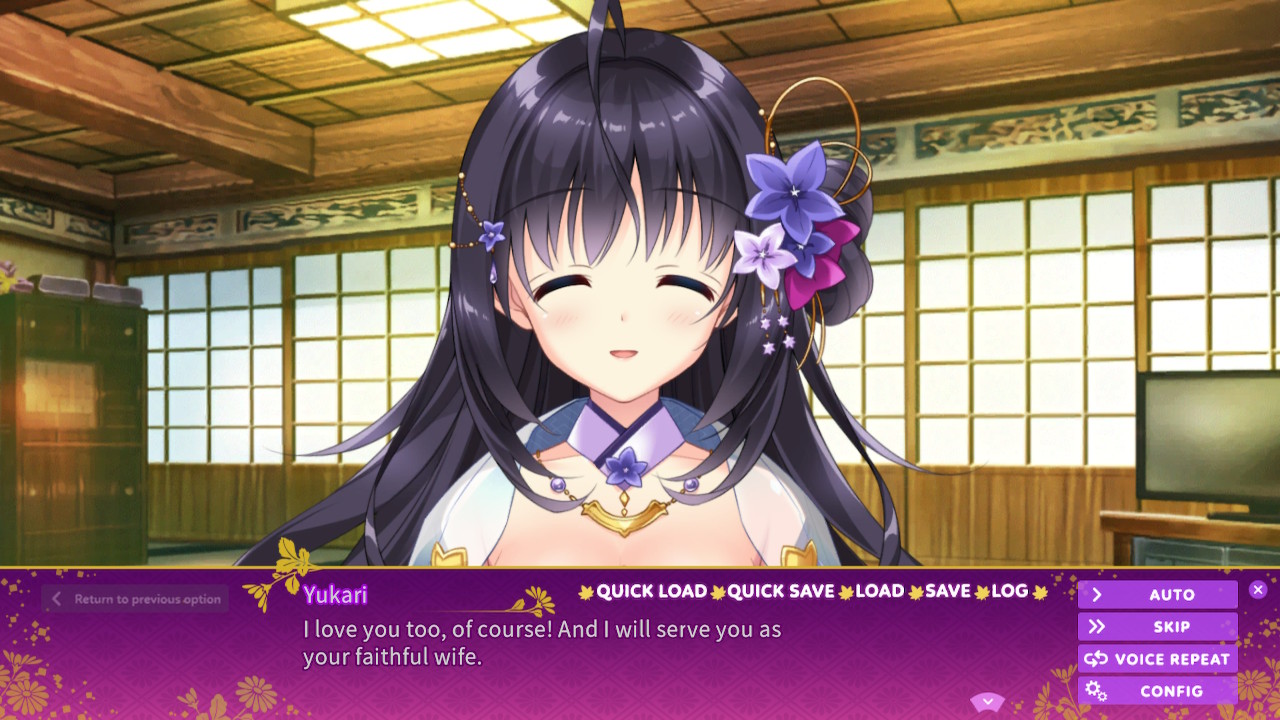 Return to previous option
Yukari
QUICK LOAD QUICK SAVE LOAD SAVE LOG
I love you too, of course! And I will serve you as
your faithful wife.
AUTO
SKIP
VOICE REPEAT
CONFIG